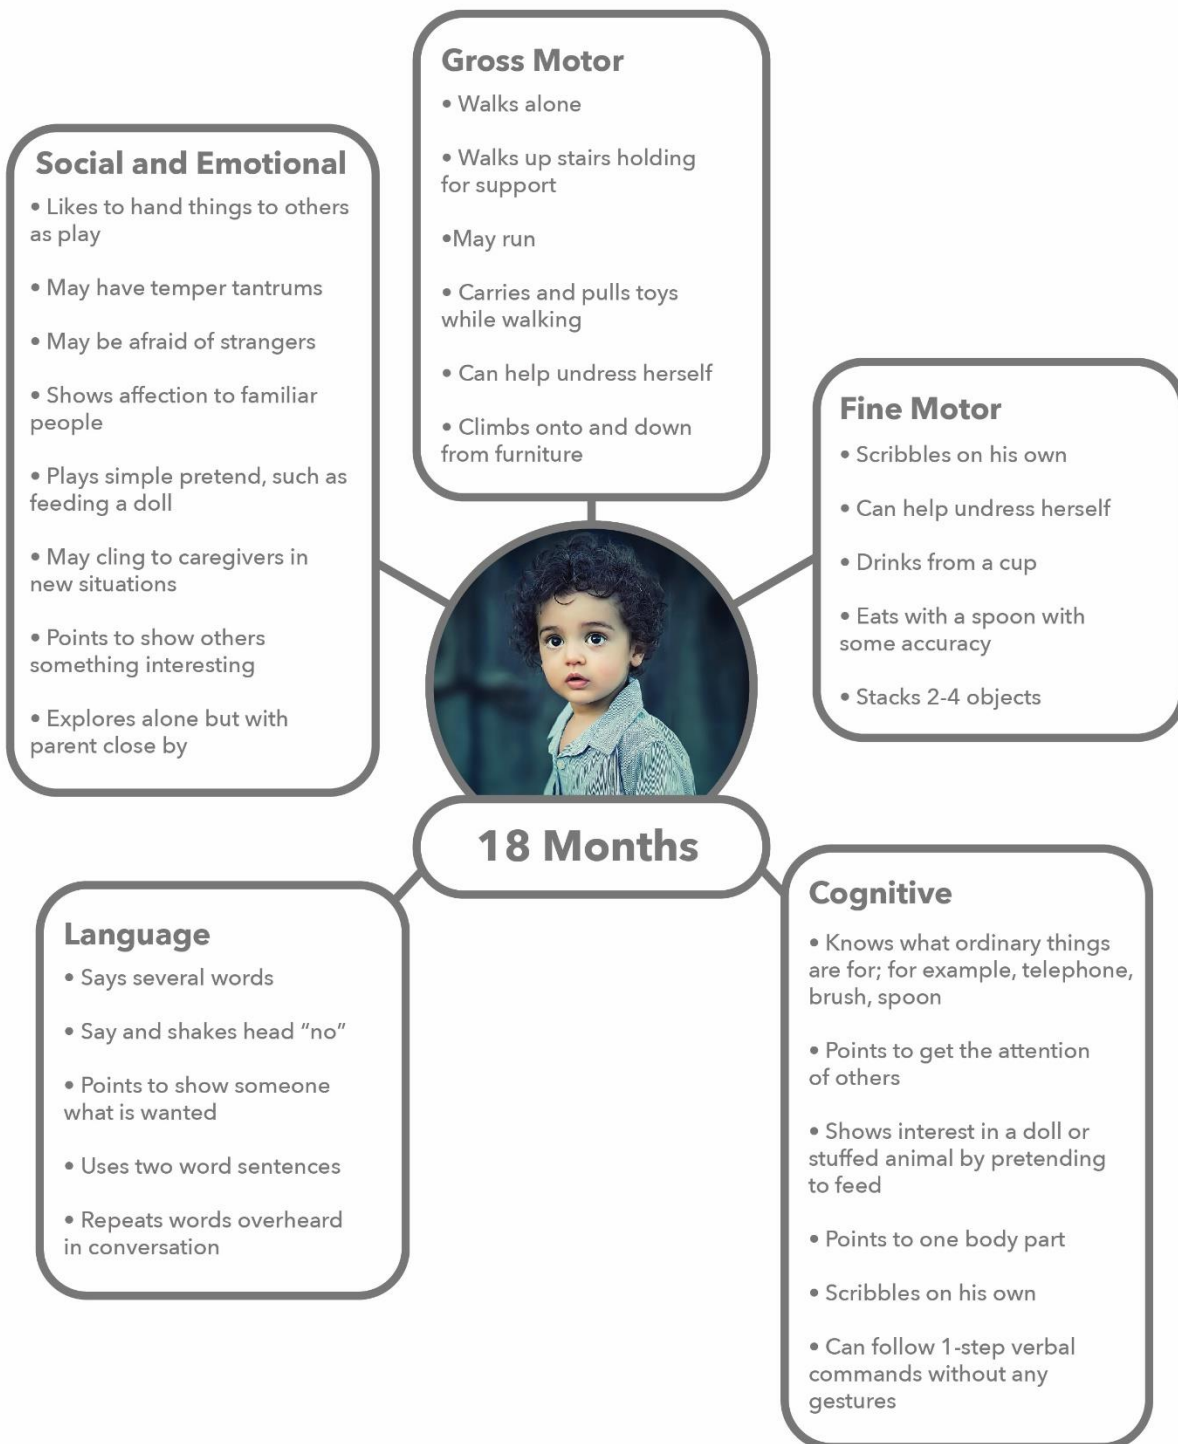 Gross Motor
• Walks alone
• Walks up stairs holding
for support
•May run
• Carries and pulls toys
while walking
• Can help undress herself
• Climbs onto and down
from furniture
Social and Emotional
• Likes to hand things to others
as play
• May have temper tantrums
• May be afraid of strangers
• Shows affection to familiar
people
• Plays simple pretend, such as
feeding a doll
• May cling to caregivers in
new situations
• Points to show others
something interesting
• Explores alone but with
parent close by
Fine Motor
• Scribbles on his own
• Can help undress herself
• Drinks from a cup
• Eats with a spoon with
some accuracy
• Stacks 2-4 objects
18 Months
Language
• Says several words
• Say and shakes head “no”
• Points to show someone
what is wanted
• Uses two word sentences
• Repeats words overheard
in conversation
Cognitive
• Knows what ordinary things
are for; for example, telephone,
brush, spoon
• Points to get the attention
of others
• Shows interest in a doll or
stuffed animal by pretending
to feed
• Points to one body part
• Scribbles on his own
• Can follow 1-step verbal
commands without any
gestures